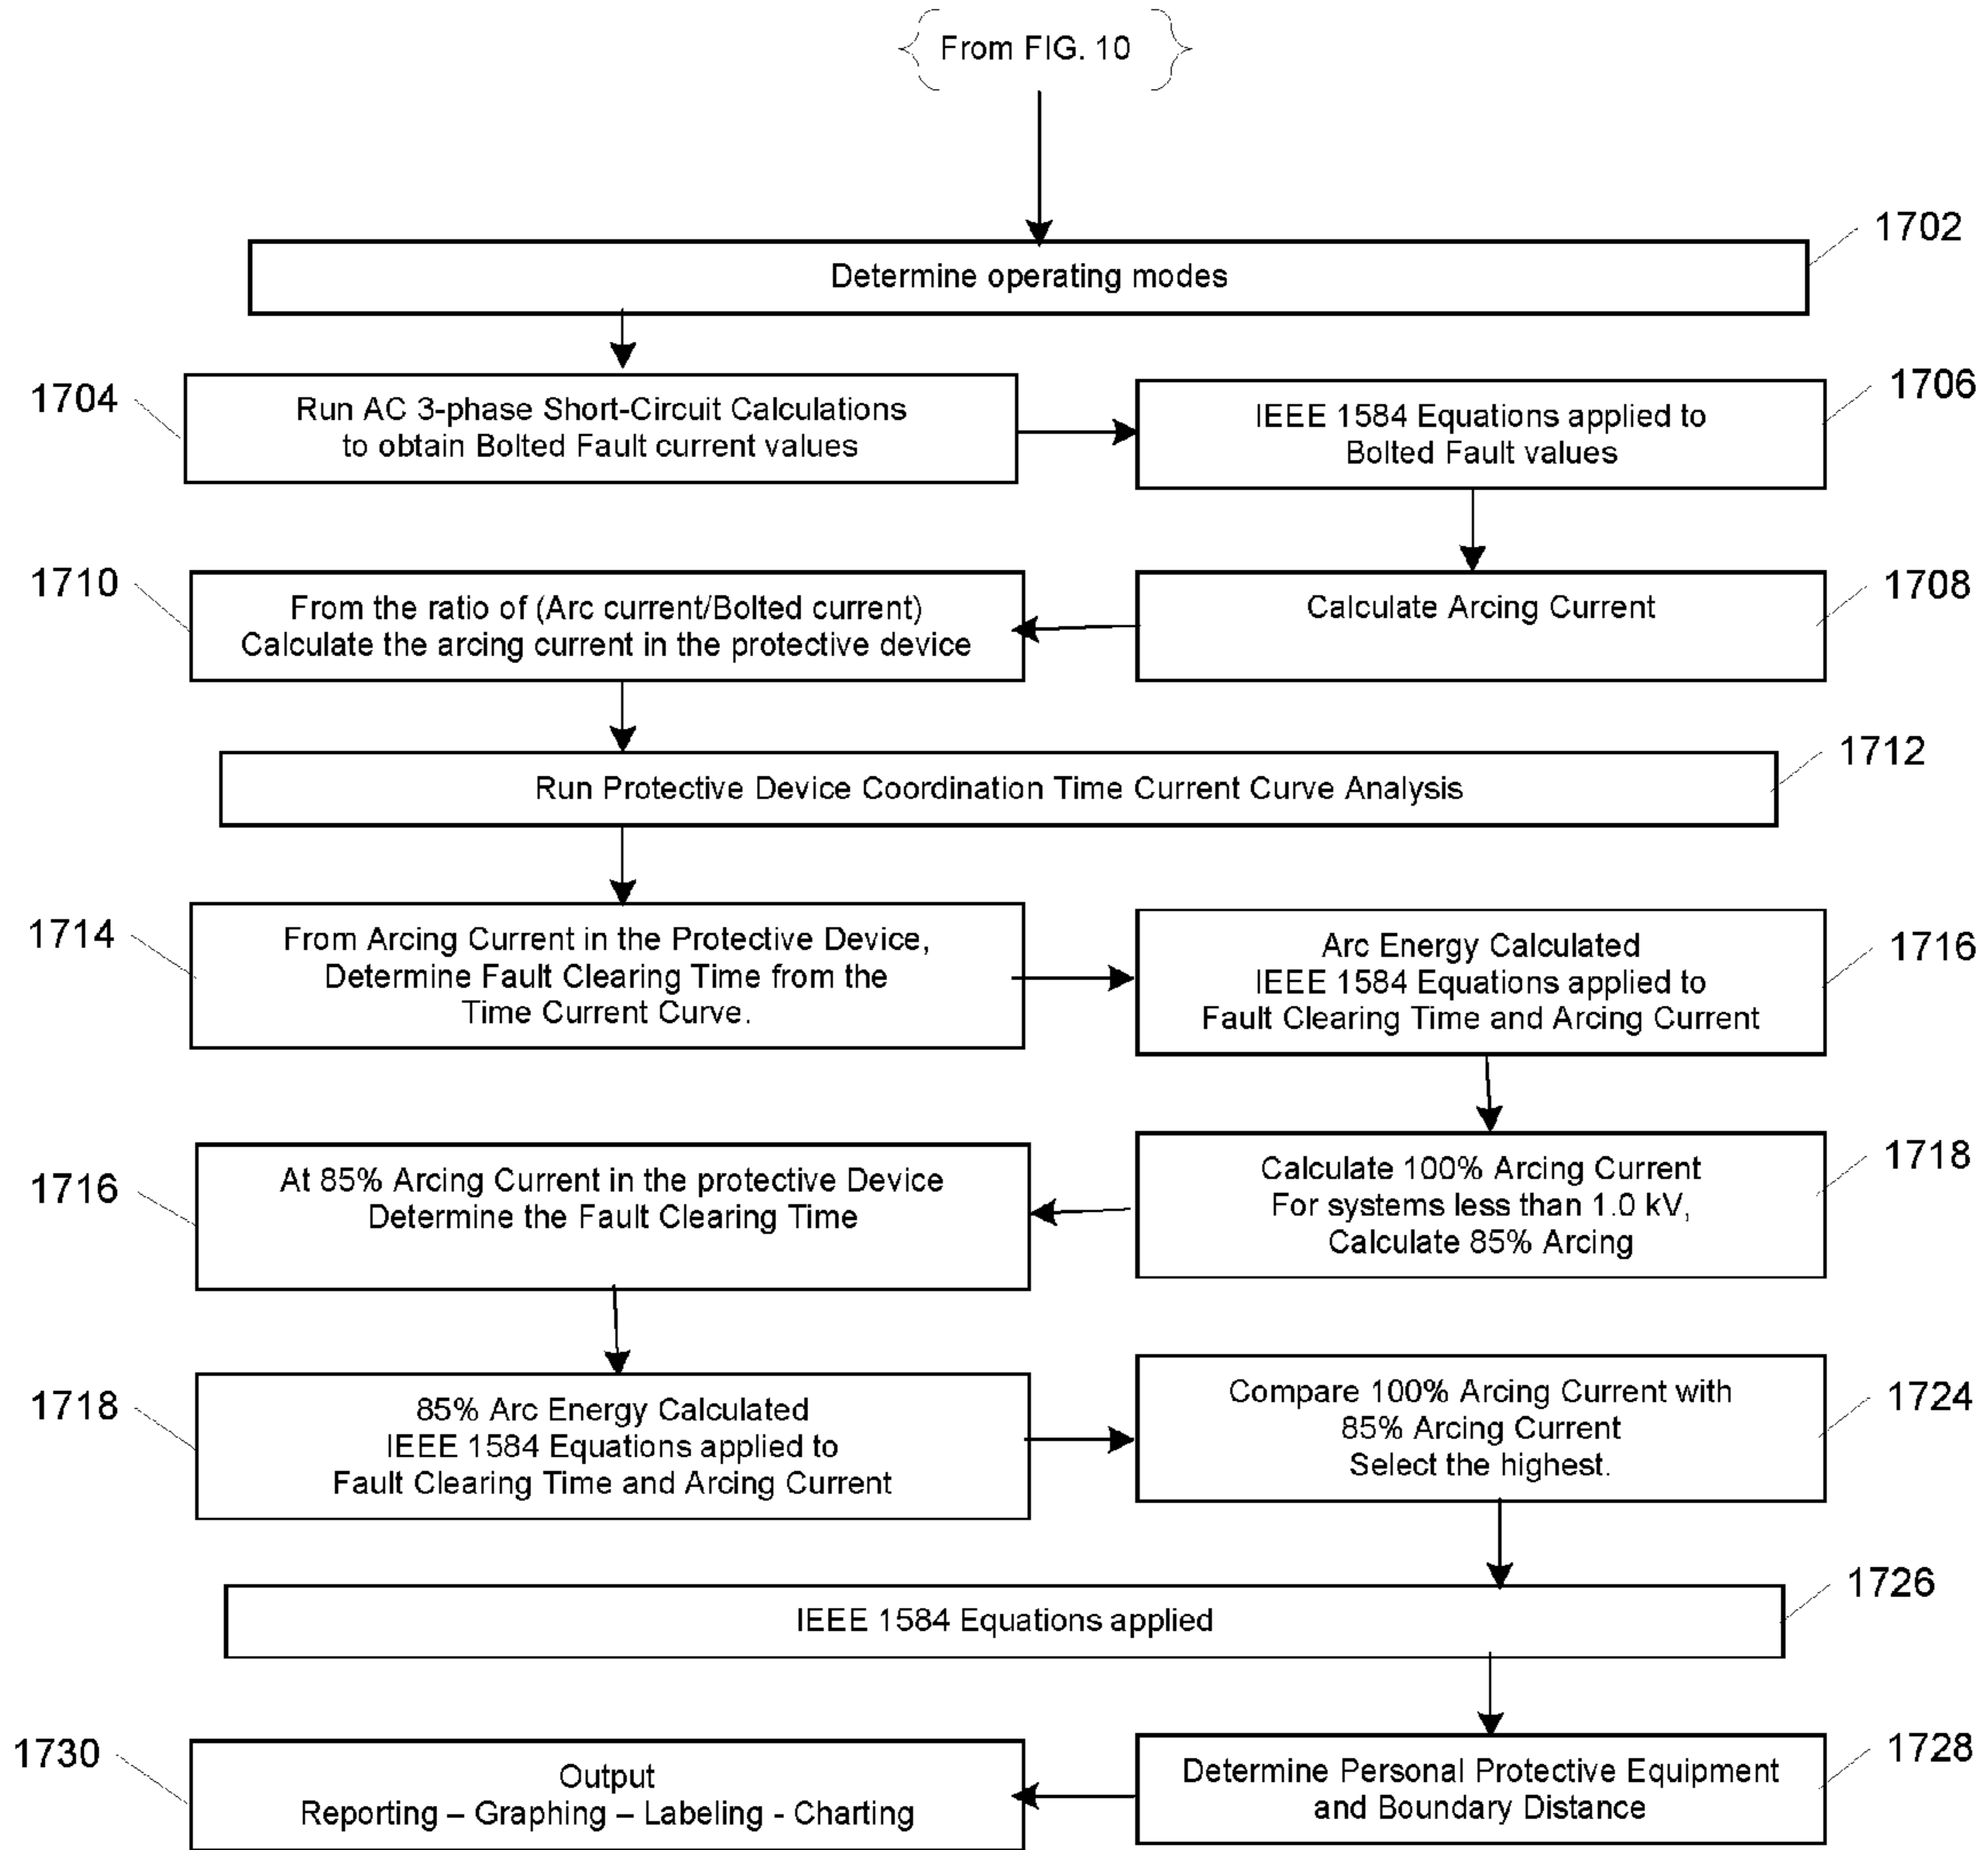 From FIG. 10
1702
Determine operating modes
1704
Run AC 3-phase Short-Circuit Calculations
to obtain Bolted Fault current values
1706
IEEE 1584 Equations applied to
Bolted Fault values
1710
From the ratio of (Arc current/Bolted current)
Calculate the arcing current in the protective device
1708
Calculate Arcing Current
1712
Run Protective Device Coordination Time Current Curve Analysis
1714
From Arcing Current in the Protective Device,
Determine Fault Clearing Time from the
Time Current Curve.
1716
Arc Energy Calculated
IEEE 1584 Equations applied to
Fault Clearing Time and Arcing Current
1716
At 85% Arcing Current in the protective Device
Determine the Fault Clearing Time
1718
Calculate 100% Arcing Current
For systems less than 1.0 kV,
Calculate 85% Arcing
1718
85% Arc Energy Calculated
IEEE 1584 Equations applied to
Fault Clearing Time and Arcing Current
1724
Compare 100% Arcing Current with
85% Arcing Current
Select the highest.
1726
IEEE 1584 Equations applied
1730
Output
Reporting – Graphing – Labeling - Charting
1728
Determine Personal Protective Equipment
and Boundary Distance